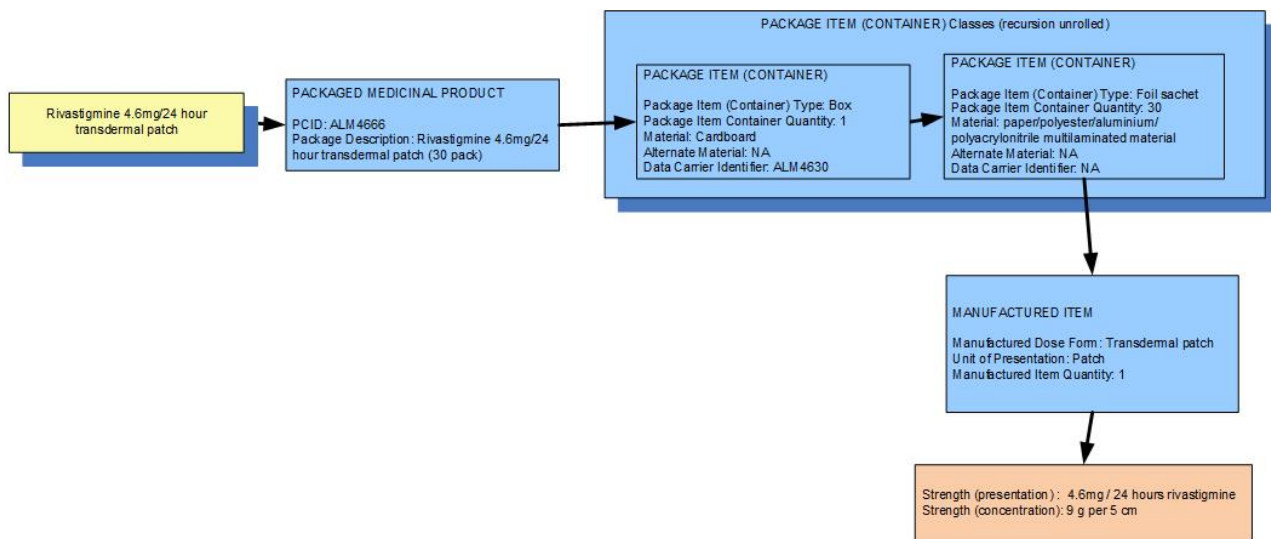 PACKAGE ITEM (CONTAINER) Classes (recursion unrolled)
Rivastigmine 4.6mg/24 hour
transdermal patch
PACKAGED MEDICINAL PRODUCT
PCID: ALM4666
Package Description: Rivastigmine 4.6mg/24
hour transdermal patch (30 pack)
PACKAGE ITEM (CONTAINER)
Package Item (Container) Type: Box
Package Item Container Quantity: 1
Material: Cardboard
Alternate Material: NA
Data Carrier Identifier: ALM4630
PACKAGE ITEM (CONTAINER)
Package Item (Container) Type: Foil sachet
Package Item Container Quantity: 30
Material: paper/polyester/aluminium/
polyacrylonitrile multilaminated material
Alternate Material: NA
Data Carrier Identifier: NA
MANUFACTURED ITEM
Manufactured Dose Form : Transdermal patch
Unit of Presentation: Patch
Manufactured Item Quantity: 1
Strength (presentation) : 4.6mg / 24 hours rivastigmine
Strength (concentration): 9 g per 5 cm